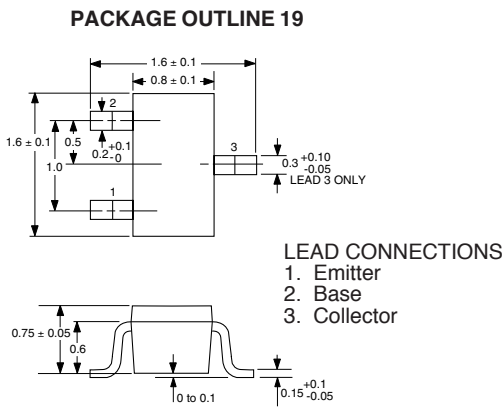 PACKAGE OUTLINE 19
1.6 ± 0.1
0.8 ± 0.1
2
1.6 ± 0.1
0.5
1.0
0.2 +0.1 -0
3
0.3 +0.10 -0.05
LEAD 3 ONLY
1
LEAD CONNECTIONS
1. Emitter
2. Base
3. Collector
0.75 ± 0.05
0.6
0 to 0.1
0.15 +0.1 -0.05